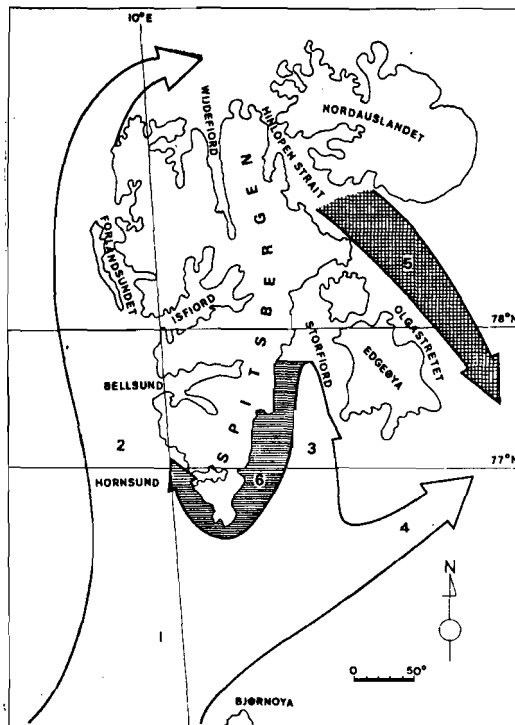 10°E
WIJDEFIORD
HINLOPEN STRAIT
NORDAUSLANDET
FORLANDSUNDET
SPITSBERGEN
5
ISFIORD
STORFIORD
OLGASTRETET
78°N
EDGEØYA
BELLSUND
2
3
77°N
HORNSUND
6
4
N
1
0
50°
BJØRNØYA